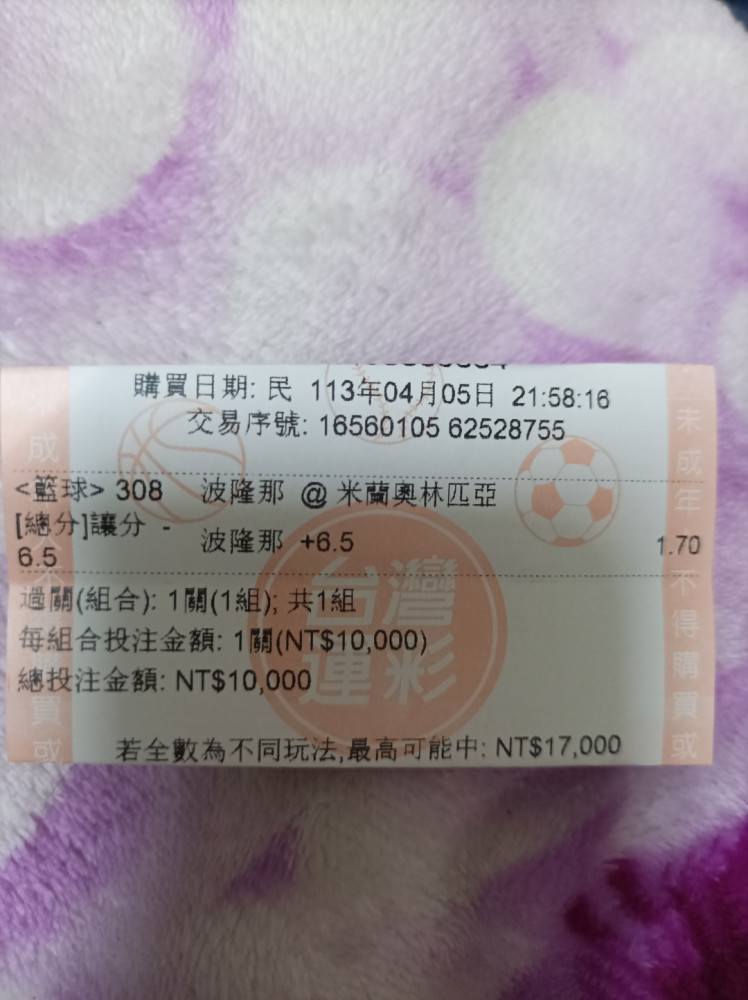 購買日期: 民 113年04月05日 21:58:16
交易序號: 16560105 62528755
<籃球> 308 波隆那 @ 米蘭奧林匹亞
[總分]讓分 -
6.5 波隆那 +6.5 1.70
過關(組合): 1關(1組); 共1組
每組合投注金額: 1關(NT$10,000)
總投注金額: NT$10,000
若全數為不同玩法,最高可能中: NT$17,000
台灣
運彩
成
買或
未成年
不得購買或